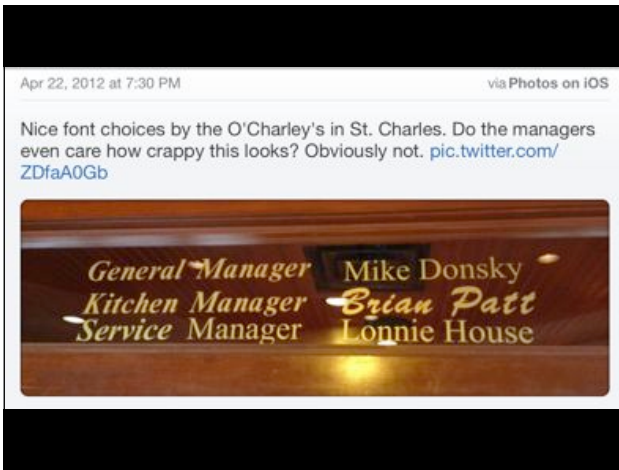 Apr 22, 2012 at 7:30 PM via Photos on iOS
Nice font choices by the O'Charley's in St. Charles. Do the managers
even care how crappy this looks? Obviously not. pic.twitter.com/
ZDfaA0Gb
General Manager Mike Donsky
Kitchen Manager Brian Patt
Service Manager Lonnie House